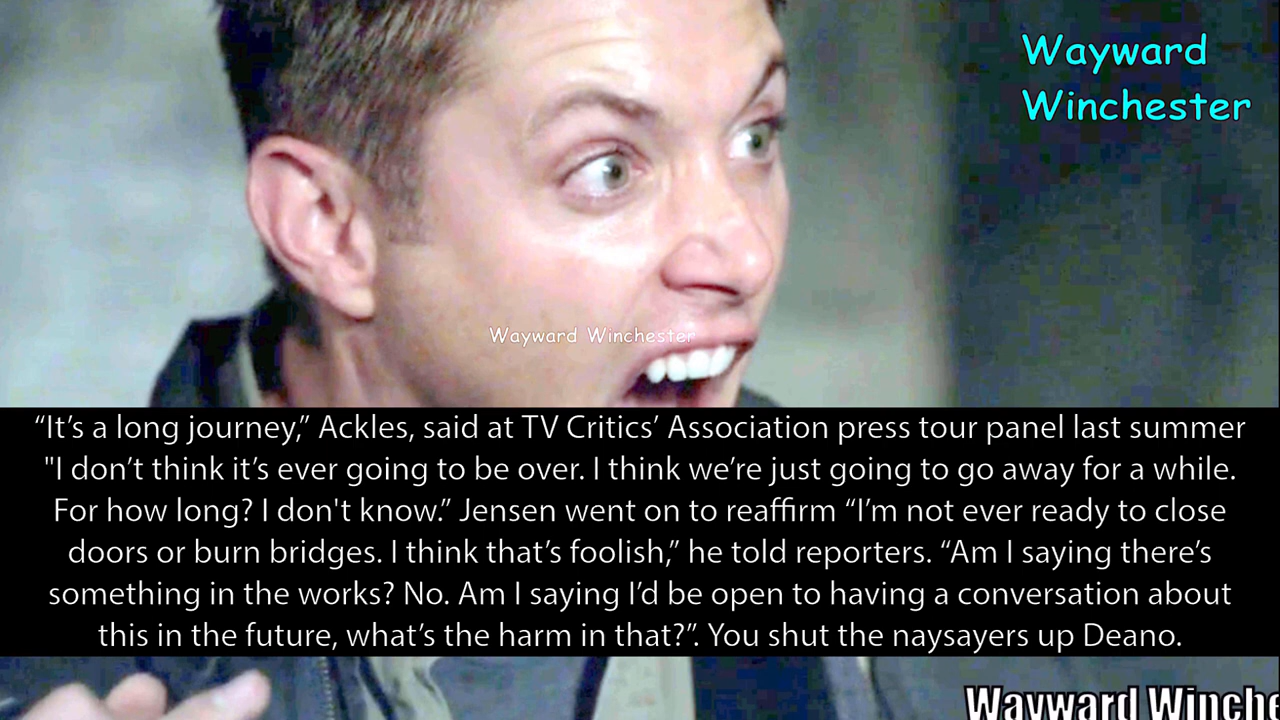 Wayward
Winchester
Wayward Winchester
“It’s a long journey,” Ackles, said at TV Critics’ Association press tour panel last summer
"I don’t think it’s ever going to be over. I think we’re just going to go away for a while.
For how long? I don't know.” Jensen went on to reaffirm “I’m not ever ready to close
doors or burn bridges. I think that’s foolish,” he told reporters. “Am I saying there’s
something in the works? No. Am I saying I’d be open to having a conversation about
this in the future, what’s the harm in that?”. You shut the naysayers up Deano.
Wayward Winche